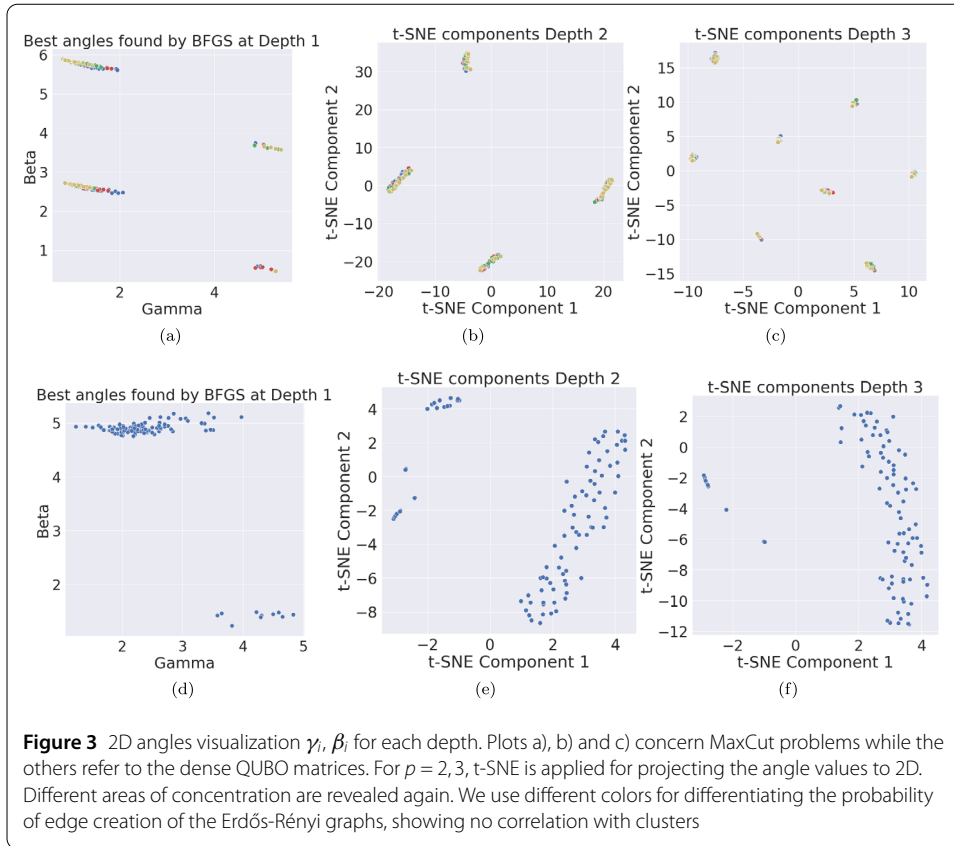 Best angles found by BFGS at Depth 1
6
5
4
3
2
1
Beta
2
4
Gamma
(a)
t-SNE components Depth 2
30
20
10
0
−10
−20
t-SNE Component 2
−20
−10
0
10
20
t-SNE Component 1
(b)
t-SNE components Depth 3
15
10
5
0
−5
−10
−15
t-SNE Component 2
−10
−5
0
5
10
t-SNE Component 1
(c)
Best angles found by BFGS at Depth 1
5
4
3
2
Beta
2
3
4
5
Gamma
(d)
t-SNE components Depth 2
4
2
0
−2
−4
−6
−8
t-SNE Component 2
−2
0
2
4
t-SNE Component 1
(e)
t-SNE components Depth 3
2
0
−2
−4
−6
−8
−10
−12
t-SNE Component 2
−2
0
2
4
t-SNE Component 1
(f)
Figure 3 2D angles visualization γi, βi for each depth. Plots a), b) and c) concern MaxCut problems while the
others refer to the dense QUBO matrices. For p = 2, 3, t-SNE is applied for projecting the angle values to 2D.
Different areas of concentration are revealed again. We use different colors for differentiating the probability
of edge creation of the Erdős-Rényi graphs, showing no correlation with clusters